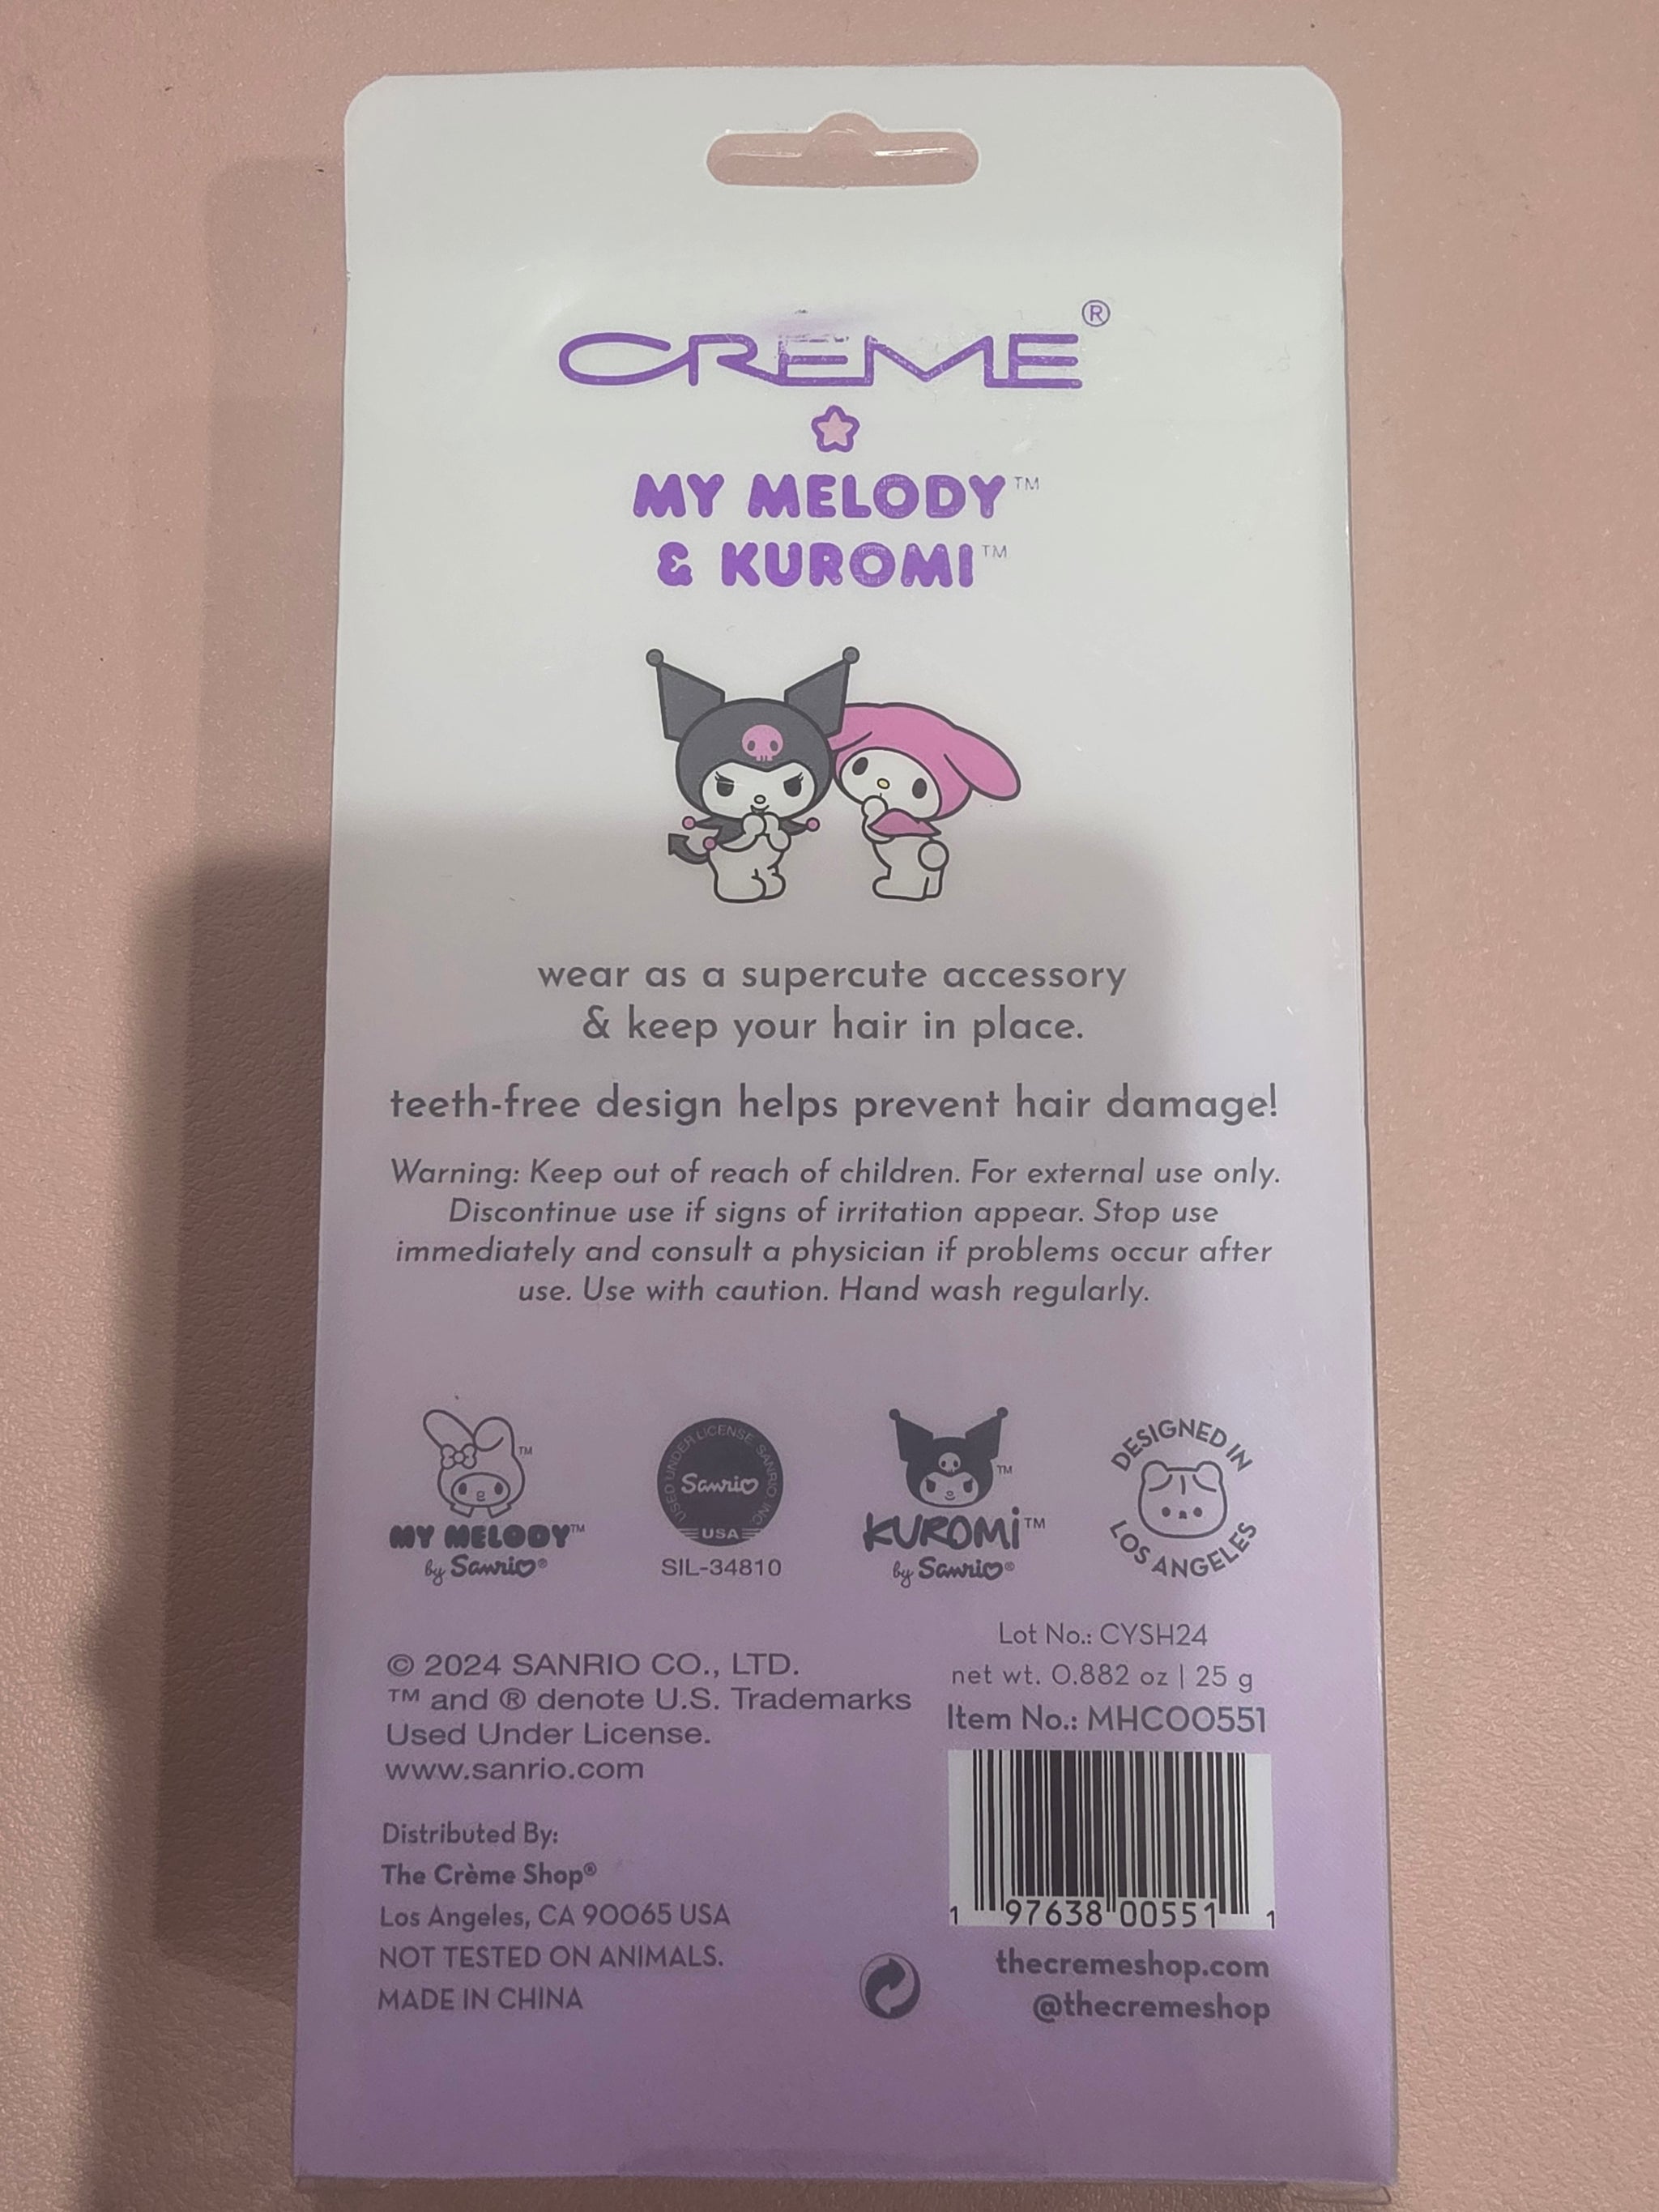 CREME®
MY MELODY™
& KUROMI™
wear as a supercute accessory
& keep your hair in place.
teeth-free design helps prevent hair damage!
Warning: Keep out of reach of children. For external use only.
Discontinue use if signs of irritation appear. Stop use
immediately and consult a physician if problems occur after
use. Use with caution. Hand wash regularly.
™
MY MELODY™
by Sanrio®
USED UNDER LICENSE. SANRIO INC.
Sanrio
USA
SIL-34810
™
KUROMI™
by Sanrio®
DESIGNED IN
LOS ANGELES
© 2024 SANRIO CO., LTD.
™ and ® denote U.S. Trademarks
Used Under License.
www.sanrio.com
Distributed By:
The Crème Shop®
Los Angeles, CA 90065 USA
NOT TESTED ON ANIMALS.
MADE IN CHINA
Lot No.: CYSH24
net wt. 0.882 oz | 25 g
Item No.: MHC00551
1 97638 00551 1
thecremeshop.com
@thecremeshop